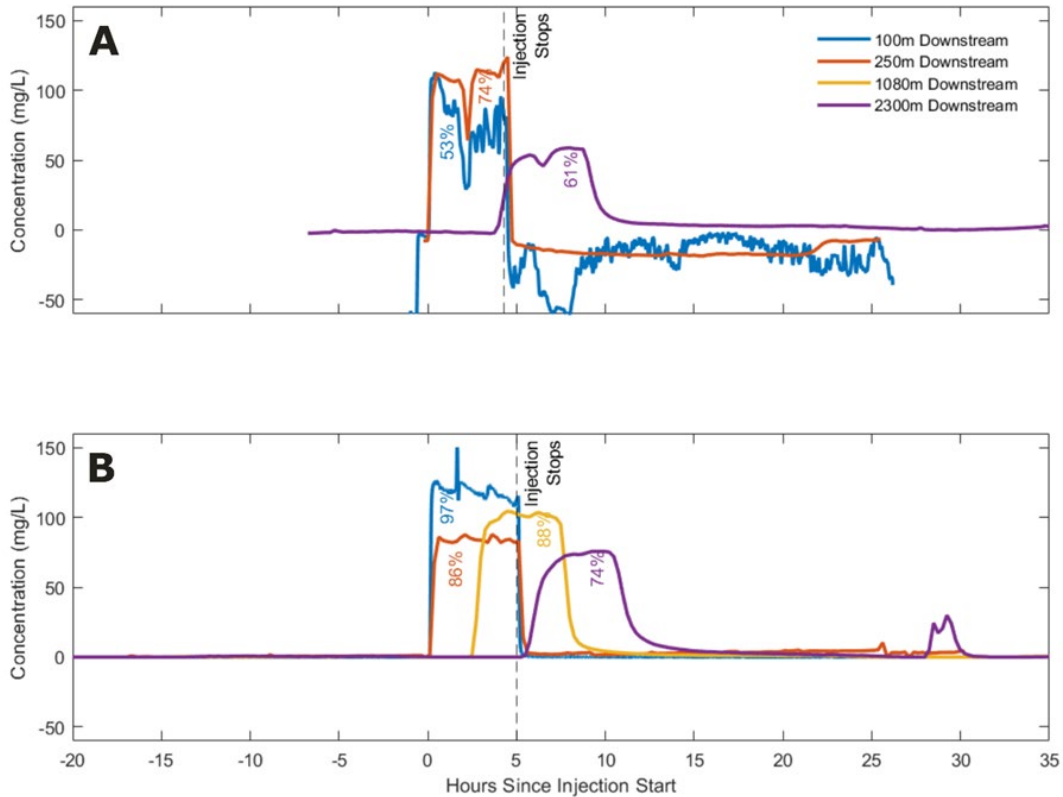 A
150
100
50
0
-50
Concentration (mg/L)
53%
74%
61%
Injection
Stops
100m Downstream
250m Downstream
1080m Downstream
2300m Downstream
B
150
100
50
0
-50
Concentration (mg/L)
97%
86%
88%
74%
Injection
Stops
-20 -15 -10 -5 0 5 10 15 20 25 30 35
Hours Since Injection Start